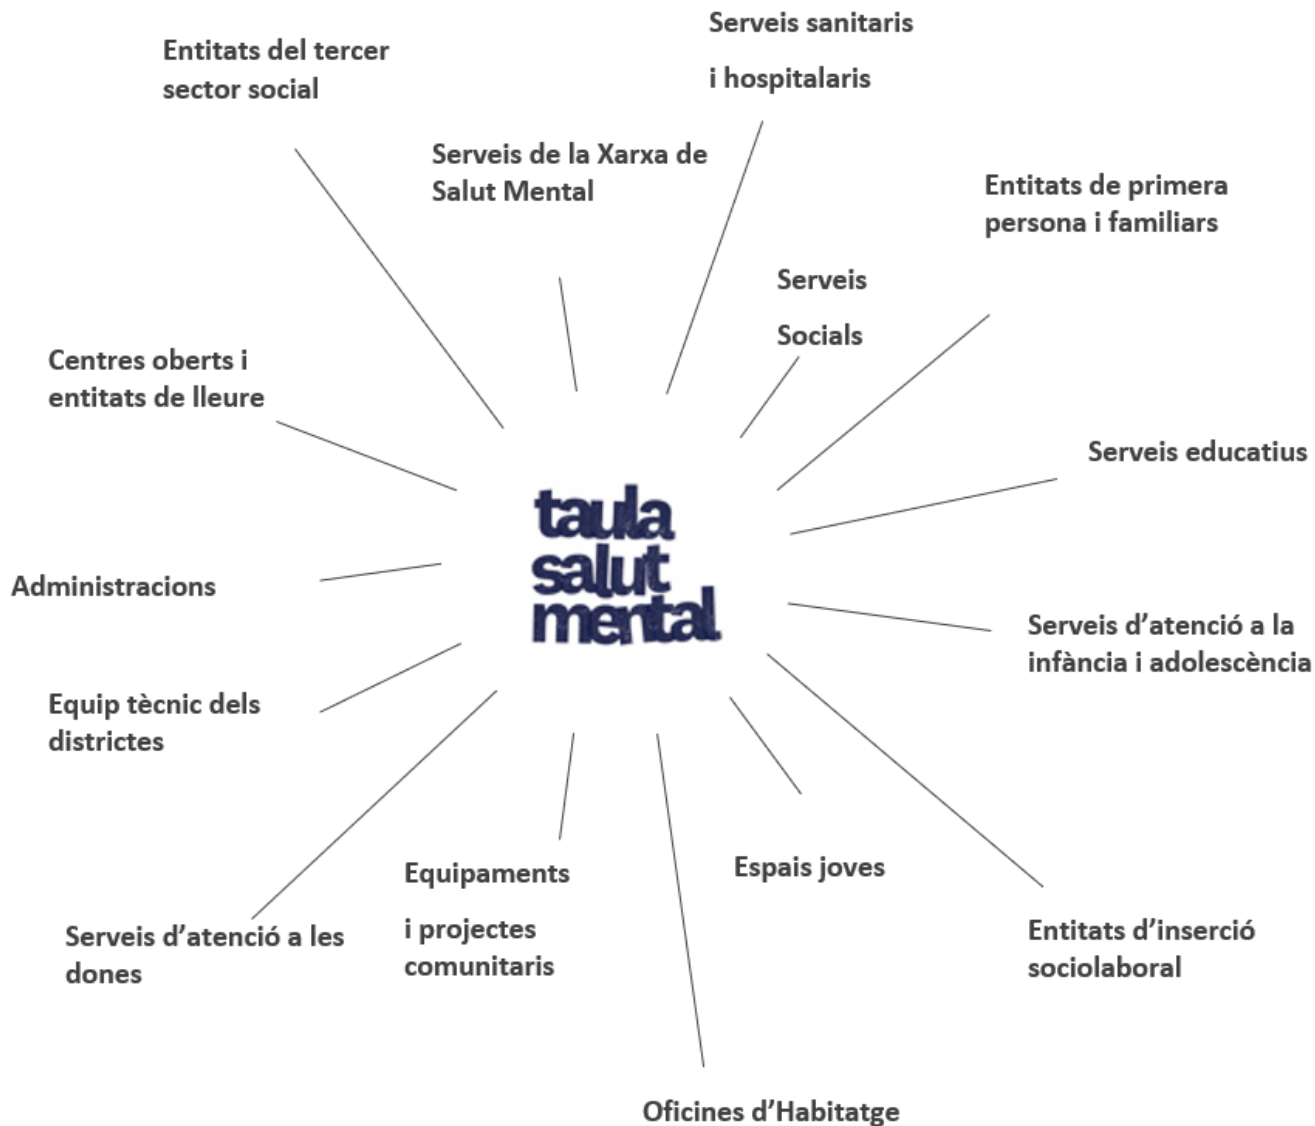 Serveis sanitaris
i hospitalaris
Entitats del tercer
sector social
Serveis de la Xarxa de
Salut Mental
Entitats de primera
persona i familiars
Serveis
Socials
Centres oberts i
entitats de lleure
Serveis educatius
taula
salut
mental
Administracions
Serveis d’atenció a la
infància i adolescència
Equip tècnic dels
districtes
Espais joves
Equipaments
i projectes
comunitaris
Serveis d’atenció a les
dones
Entitats d’inserció
sociolaboral
Oficines d’Habitatge